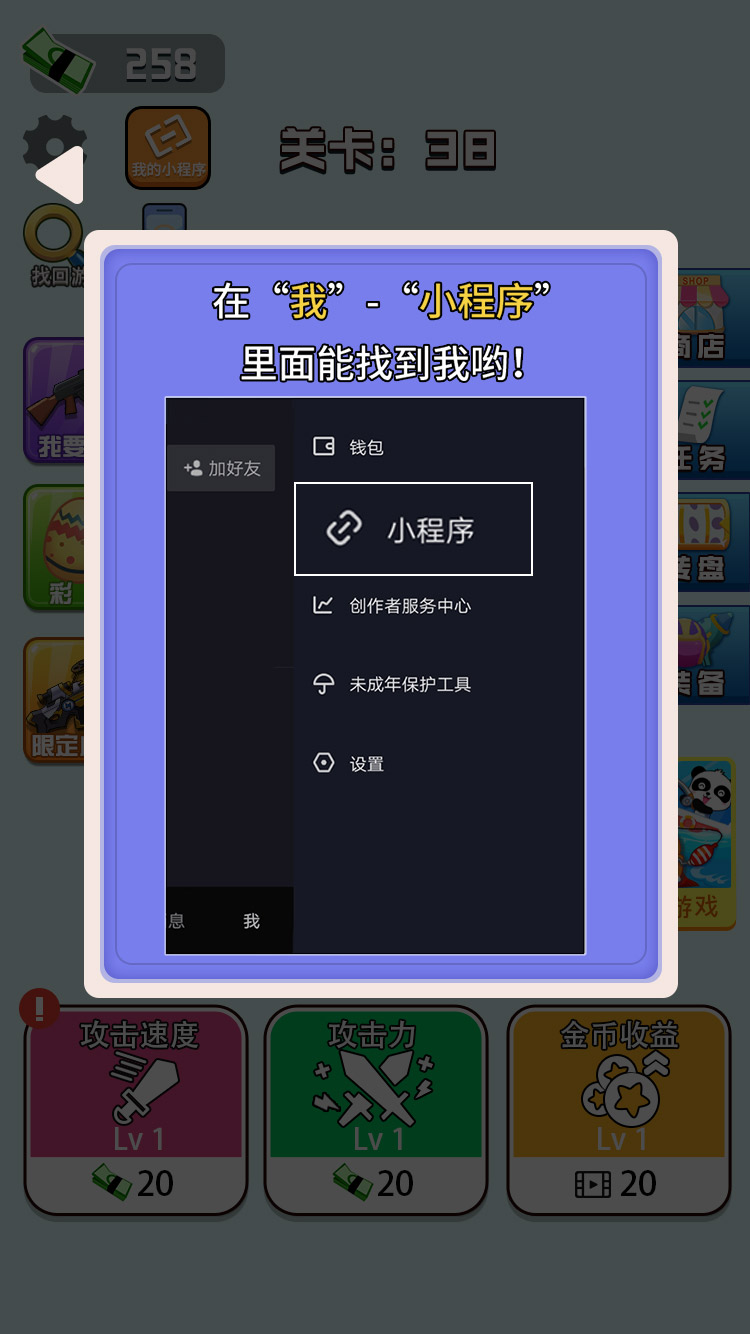 258
我的小程序
关卡：38
找回游
在“我”-“小程序”
里面能找到我哟！
SHOP
商店
我要
加好友
钱包
小程序
任务
创作者服务中心
转盘
彩
未成年保护工具
装备
限定
设置
游戏
息
我
攻击速度
Lv 1
20
攻击力
Lv 1
20
金币收益
Lv 1
20